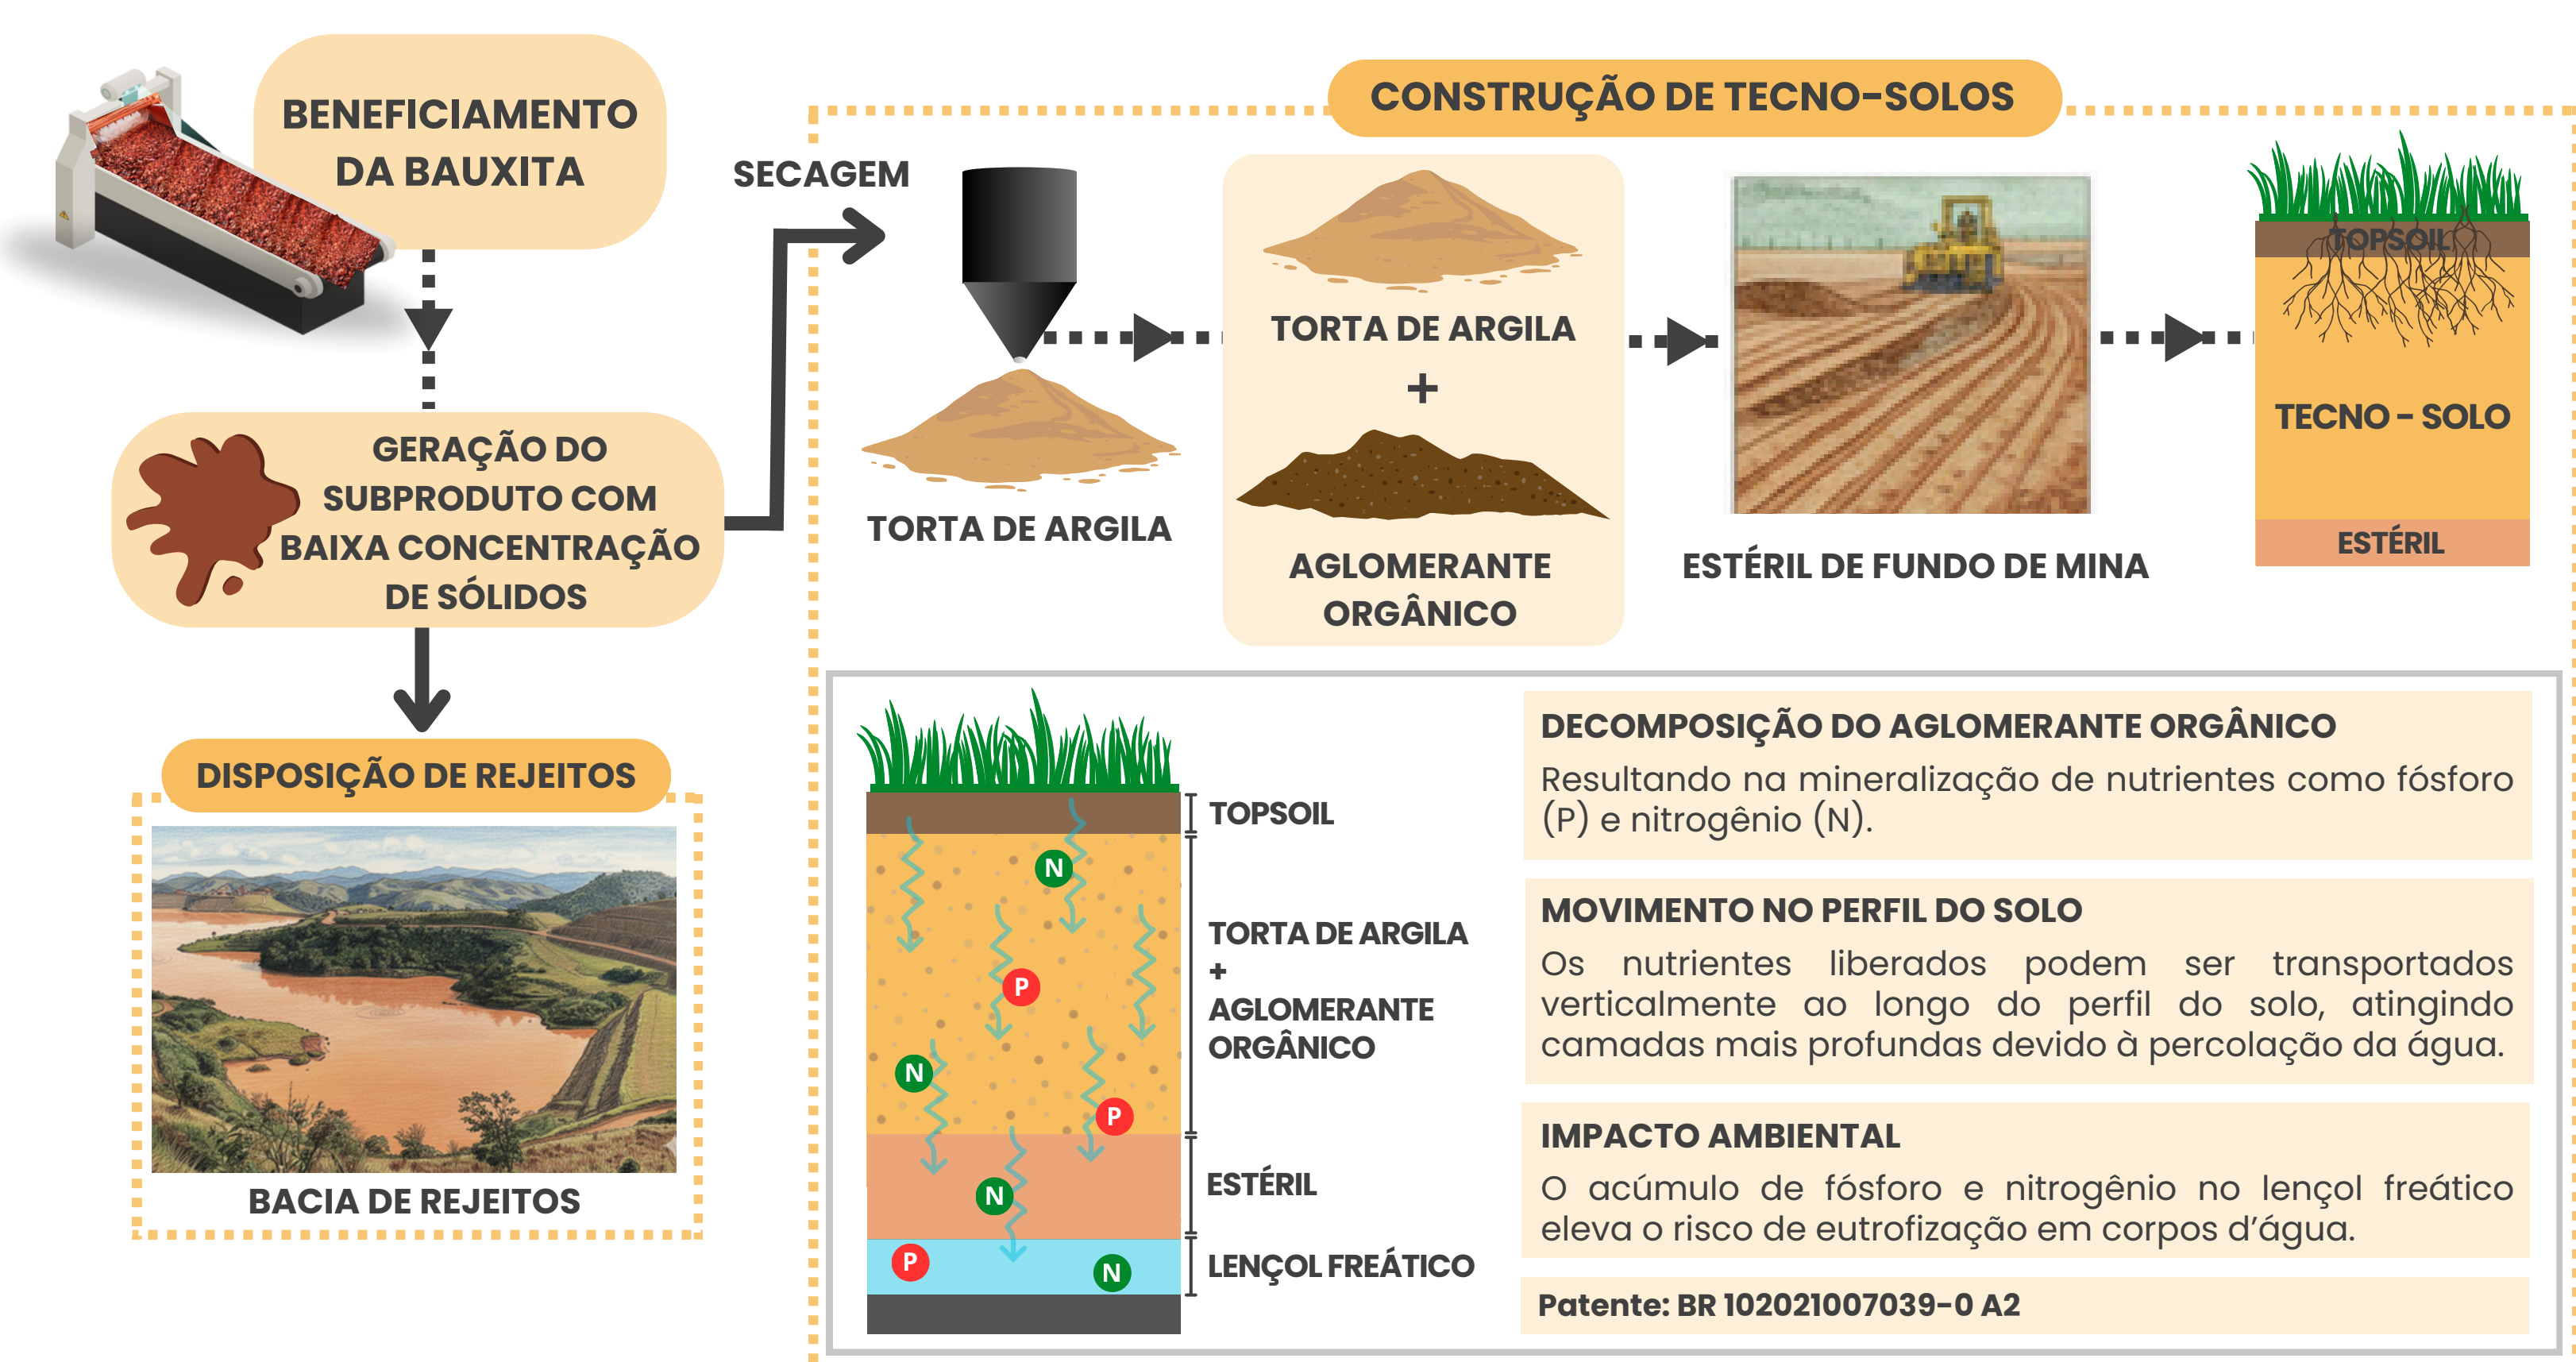 BENEFICIAMENTO
DA BAUXITA
GERAÇÃO DO
SUBPRODUTO COM
BAIXA CONCENTRAÇÃO
DE SÓLIDOS
DISPOSIÇÃO DE REJEITOS
BACIA DE REJEITOS
CONSTRUÇÃO DE TECNO-SOLOS
SECAGEM
TORTA DE ARGILA
TORTA DE ARGILA
+
AGLOMERANTE
ORGÂNICO
ESTÉRIL DE FUNDO DE MINA
TOPSOIL
TECNO - SOLO
ESTÉRIL
N
P
N
P
N
P
N
TOPSOIL
TORTA DE ARGILA
+
AGLOMERANTE
ORGÂNICO
ESTÉRIL
LENÇOL FREÁTICO
DECOMPOSIÇÃO DO AGLOMERANTE ORGÂNICO
Resultando na mineralização de nutrientes como fósforo
(P) e nitrogênio (N).
MOVIMENTO NO PERFIL DO SOLO
Os nutrientes liberados podem ser transportados
verticalmente ao longo do perfil do solo, atingindo
camadas mais profundas devido à percolação da água.
IMPACTO AMBIENTAL
O acúmulo de fósforo e nitrogênio no lençol freático
eleva o risco de eutrofização em corpos d'água.
Patente: BR 102021007039-0 A2